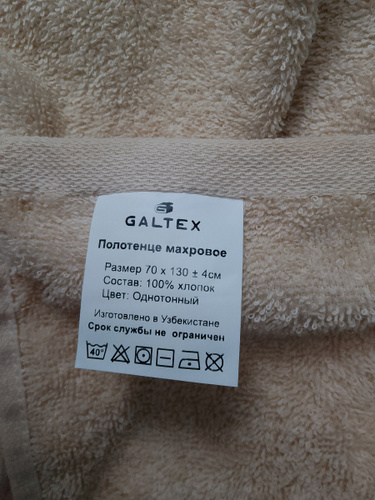 GALTEX
Полотенце махровое
Размер 70 x 130 ± 4см
Состав: 100% хлопок
Цвет: Однотонный
Изготовлено в Узбекистане
Срок службы не ограничен
40°